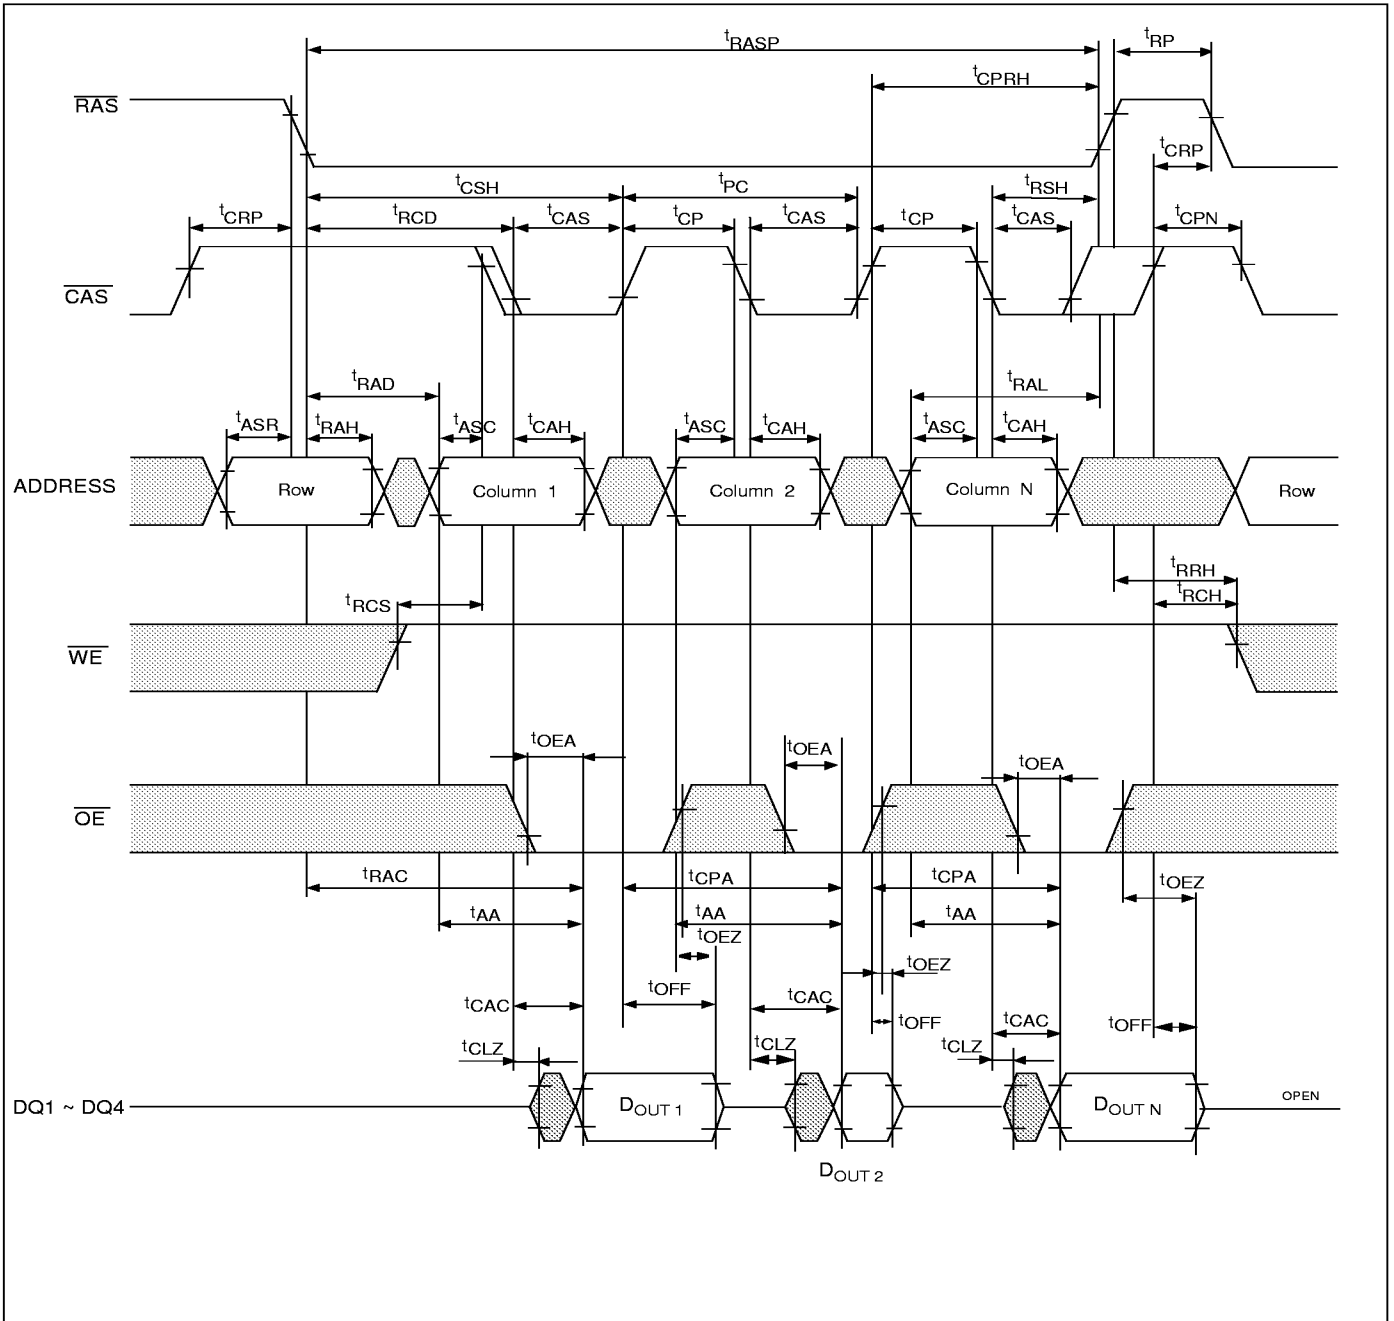 tRASP tRP
tCPRH
RAS
tCRP
tCSH tPC tRSH
tCRP tRCD tCAS tCP tCAS tCP tCAS tCPN
CAS
tRAD tRAL
tASR tRAH tASC tCAH tASC tCAH tASC tCAH
ADDRESS Row Column 1 Column 2 Column N Row
tRRH
tRCS tRCH
WE
tOEA tOEA tOEA
OE
tRAC tCPA tCPA tOEZ
tAA tAA tAA
tOEZ tOEZ
tCAC tOFF tCAC tOFF tCAC tOFF
tCLZ tCLZ tCLZ
DQ1 ~ DQ4 DOUT 1 DOUT N OPEN
DOUT 2